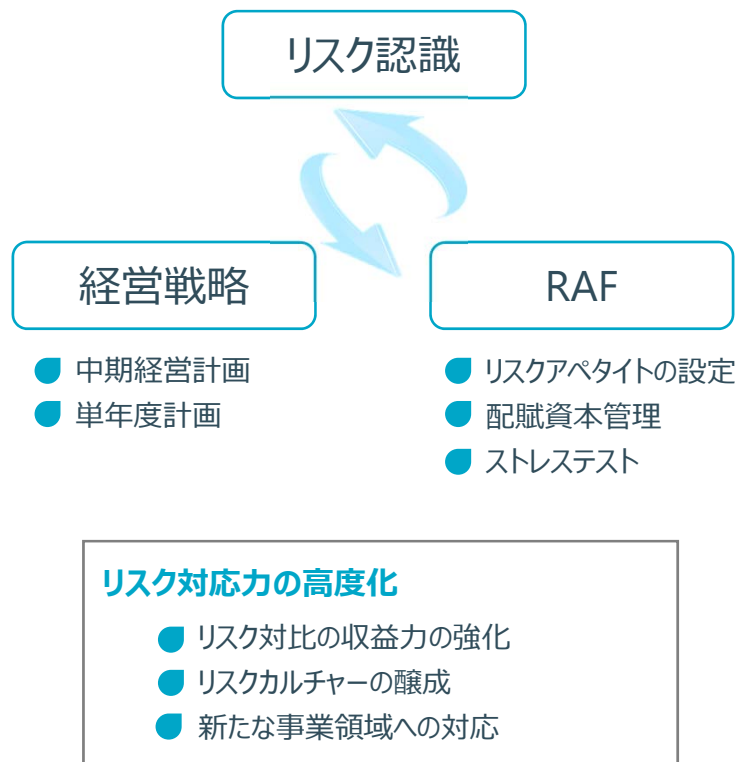 リスク認識
経営戦略
中期経営計画
単年度計画
RAF
リスクアペタイトの設定
配賦資本管理
ストレステスト
リスク対応力の高度化
リスク対比の収益力の強化
リスクカルチャーの醸成
新たな事業領域への対応